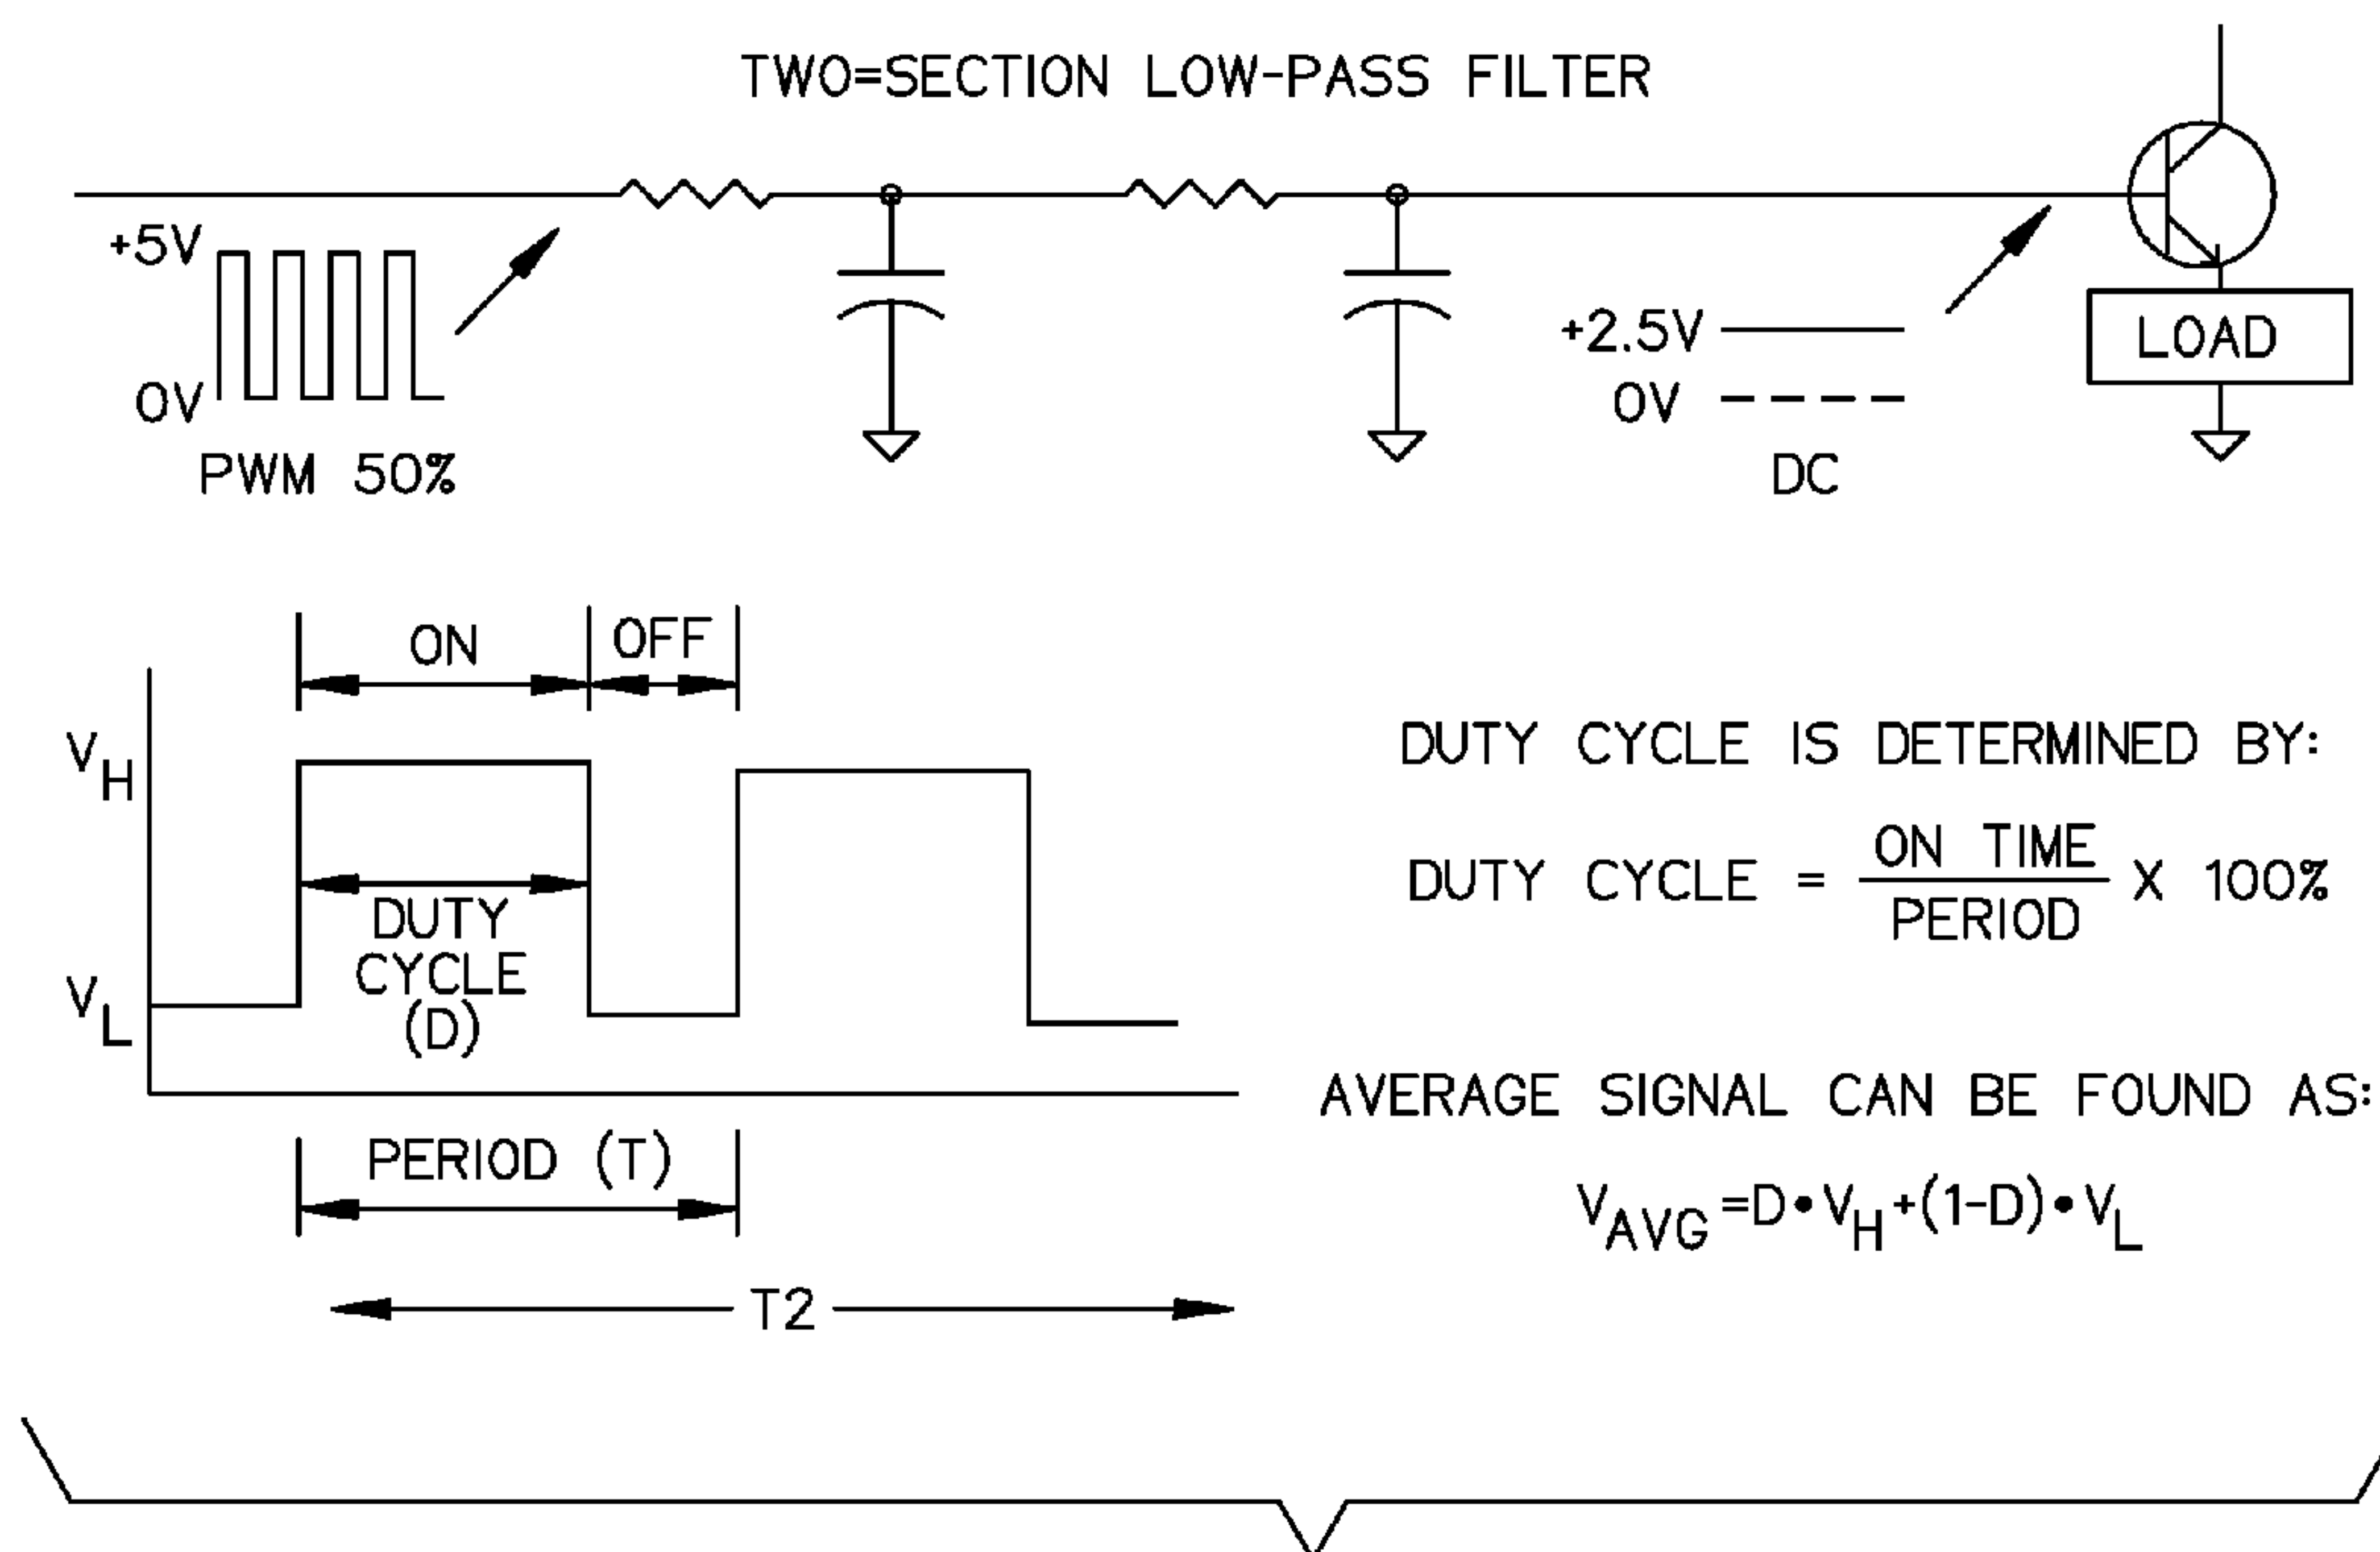 TWO=SECTION LOW-PASS FILTER
+5V
0V
PWM 50%
+2.5V
0V
DC
LOAD
ON
OFF
VH
VL
DUTY
CYCLE
(D)
PERIOD (T)
T2
DUTY CYCLE IS DETERMINED BY:
DUTY CYCLE = ON TIME / PERIOD X 100%
AVERAGE SIGNAL CAN BE FOUND AS:
VAVG=D•VH+(1-D)•VL